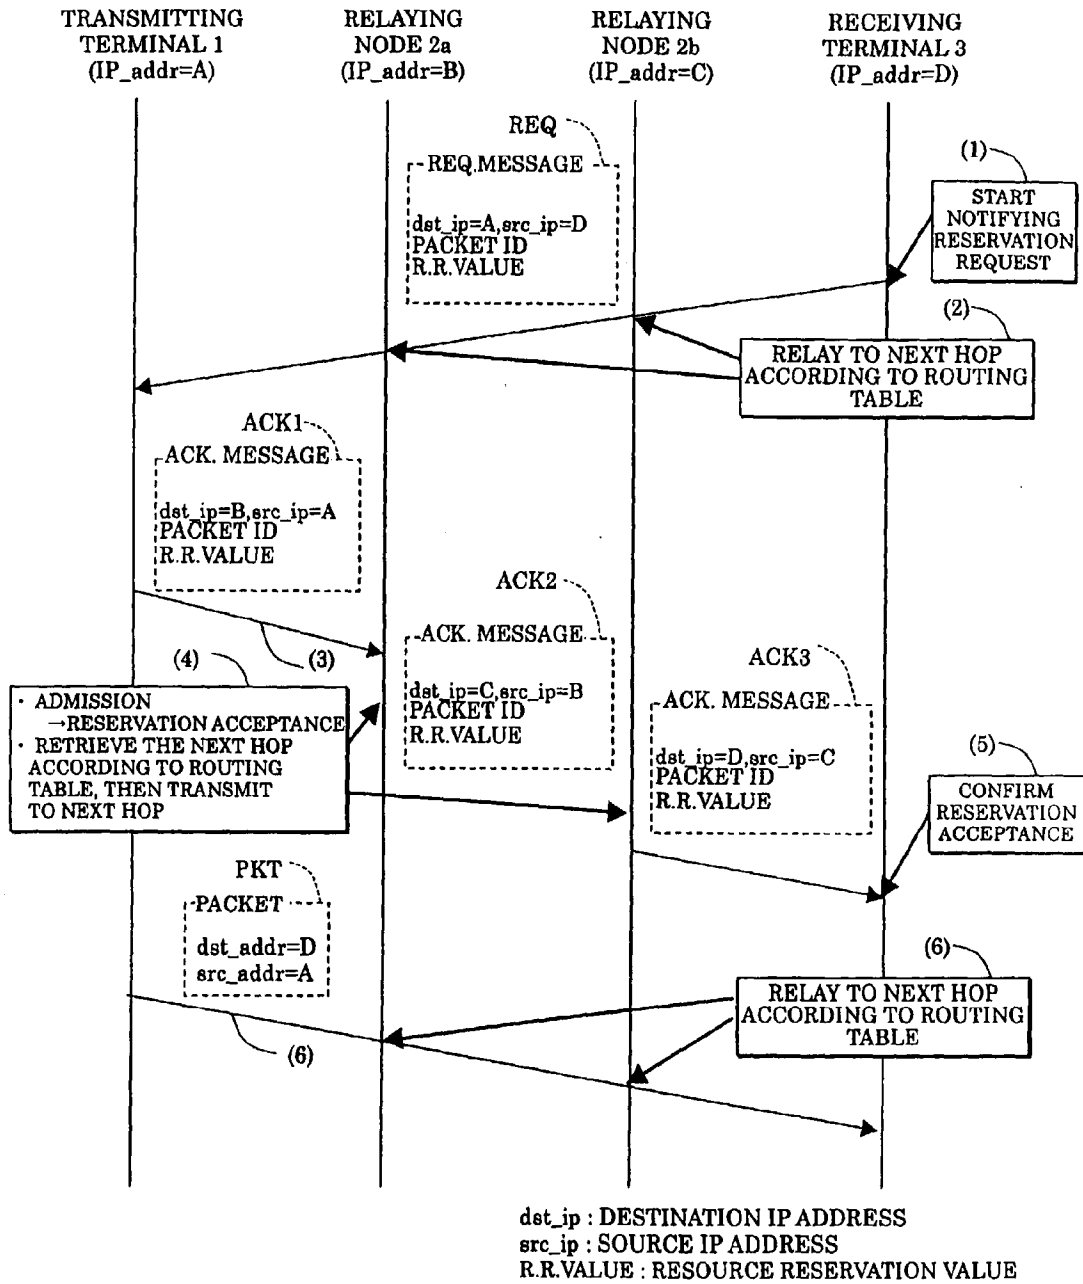 TRANSMITTING
TERMINAL 1
(IP_addr=A)
RELAYING
NODE 2a
(IP_addr=B)
RELAYING
NODE 2b
(IP_addr=C)
RECEIVING
TERMINAL 3
(IP_addr=D)
REQ
REQ.MESSAGE
dst_ip=A,src_ip=D
PACKET ID
R.R.VALUE
(1)
START
NOTIFYING
RESERVATION
REQUEST
(2)
RELAY TO NEXT HOP
ACCORDING TO ROUTING
TABLE
ACK1
ACK. MESSAGE
dst_ip=B,src_ip=A
PACKET ID
R.R.VALUE
(3)
ACK2
ACK. MESSAGE
dst_ip=C,src_ip=B
PACKET ID
R.R.VALUE
(4)
· ADMISSION
→RESERVATION ACCEPTANCE
· RETRIEVE THE NEXT HOP
ACCORDING TO ROUTING
TABLE, THEN TRANSMIT
TO NEXT HOP
ACK3
ACK. MESSAGE
dst_ip=D,src_ip=C
PACKET ID
R.R.VALUE
(5)
CONFIRM
RESERVATION
ACCEPTANCE
PKT
PACKET
dst_addr=D
src_addr=A
(6)
(6)
RELAY TO NEXT HOP
ACCORDING TO ROUTING
TABLE
dst_ip : DESTINATION IP ADDRESS
src_ip : SOURCE IP ADDRESS
R.R.VALUE : RESOURCE RESERVATION VALUE